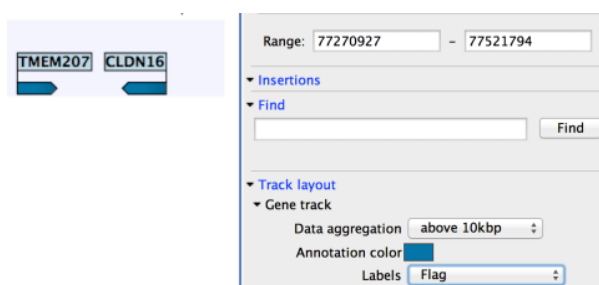 TMEM207 CLDN16
Range: 77270927 - 77521794
Insertions
Find
Find
Track layout
Gene track
Data aggregation above 10kbp
Annotation color
Labels Flag